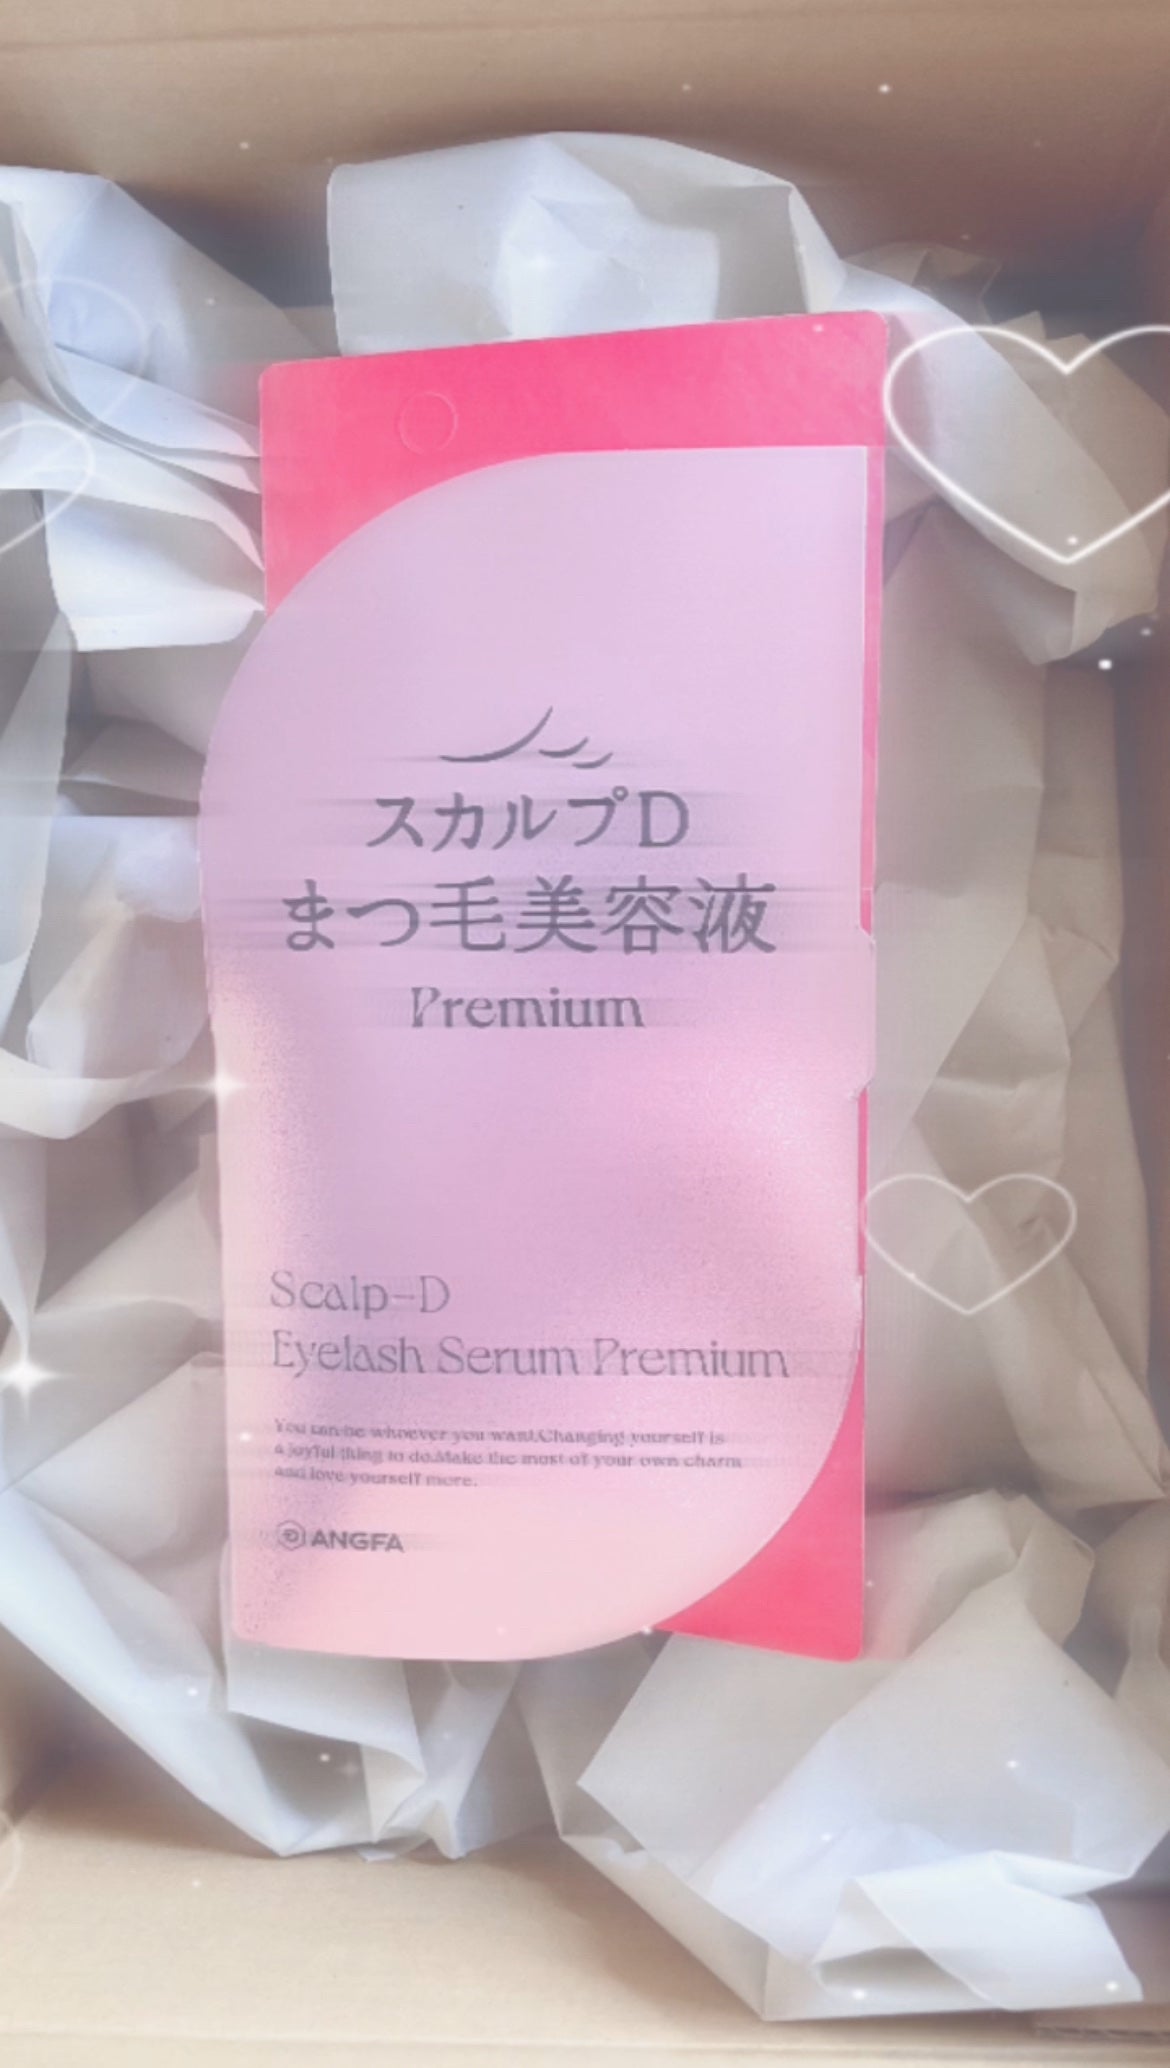 スカルプD
まつ毛美容液
Premium
Scalp-D
Eyelash Serum Premium
You can be whoever you want.Changing yourself is
a joyful thing to do.Make the most of your own charm
and love yourself more.
ANGFA